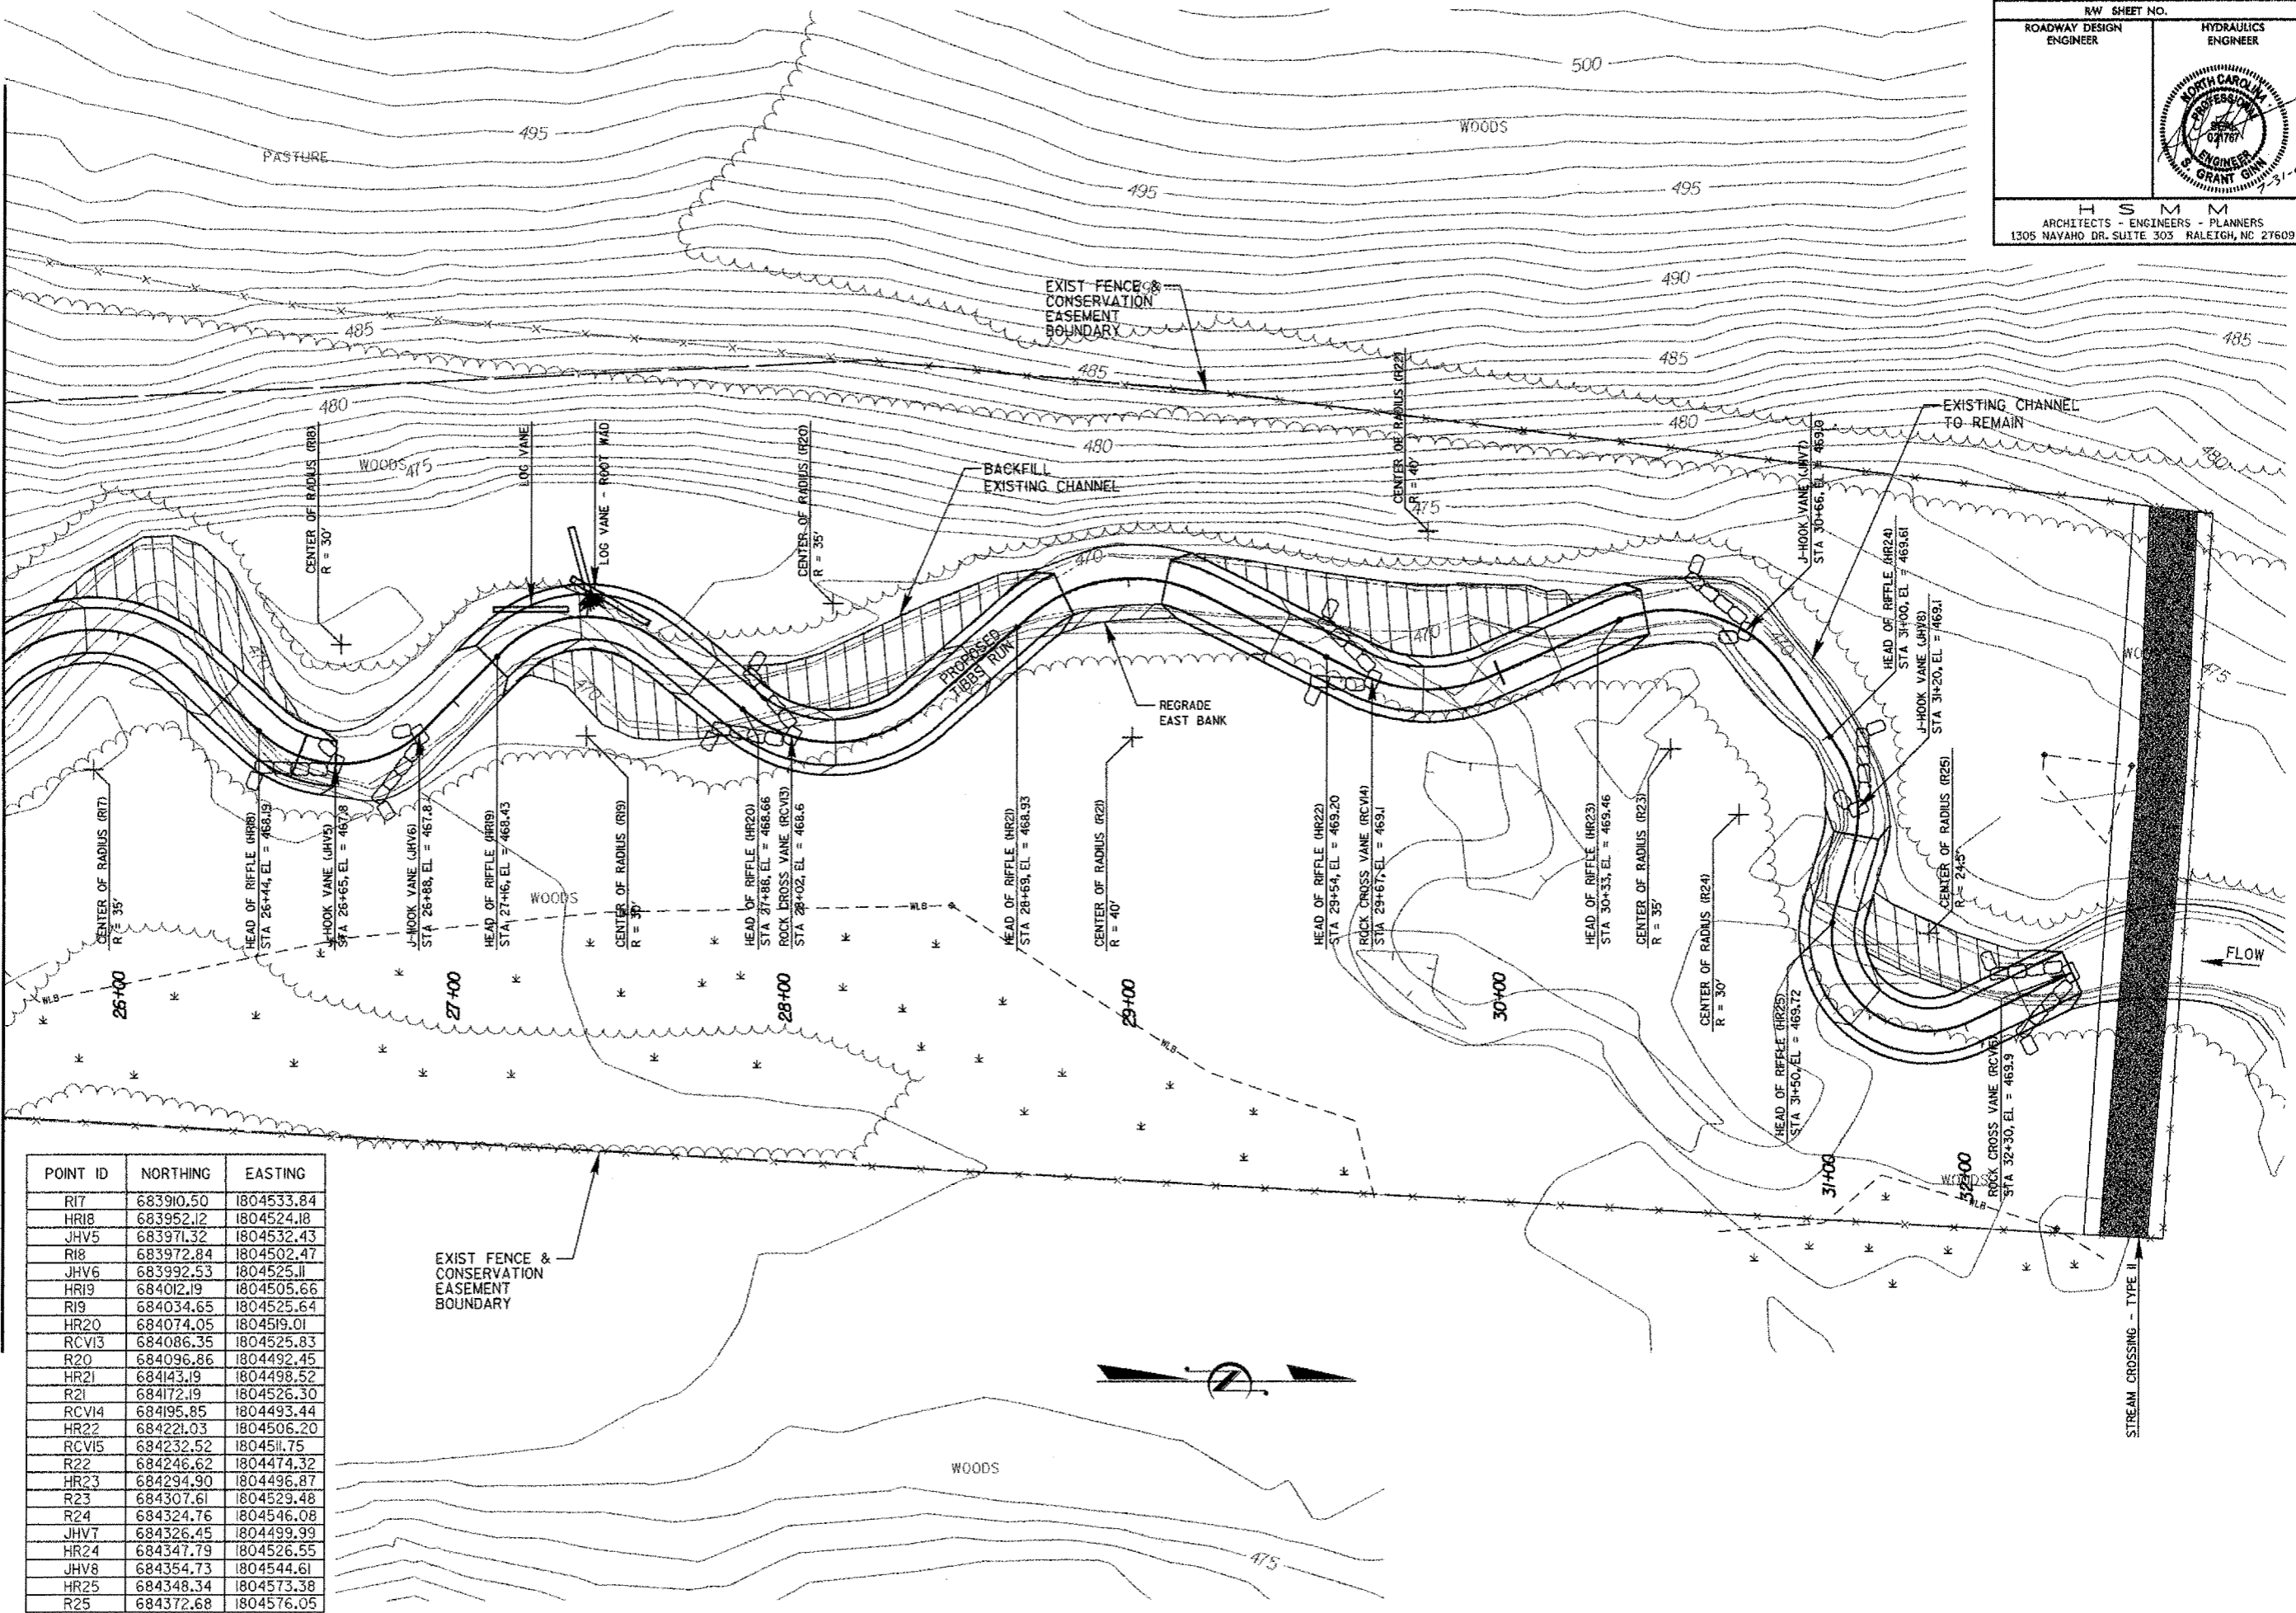 R/W SHEET NO.
ROADWAY DESIGN
ENGINEER
HYDRAULICS
ENGINEER
NORTH CAROLINA
PROFESSIONAL
SEAL
021767
ENGINEER
S. GRANT GINN
H S M M
ARCHITECTS - ENGINEERS - PLANNERS
1305 NAVAHO DR. SUITE 303 RALEIGH, NC 27609
500
495
PASTURE
WOODS
495
495
490
EXIST FENCE &
CONSERVATION
EASEMENT
BOUNDARY
485
485
485
485
480
480
480
480
WOODS
475
475
475
EXISTING CHANNEL
TO REMAIN
BACKFILL
EXISTING CHANNEL
CENTER OF RADIUS (R18)
R = 30'
LOG VANE
LOG VANE - ROOT WAD
CENTER OF RADIUS (R20)
R = 35'
CENTER OF RADIUS (R22)
R = 40'
J-HOOK VANE (JHV7)
STA 30+66, EL = 469.0
HEAD OF RIFFLE (HR24)
STA 31+00, EL = 469.61
J-HOOK VANE (JHV8)
STA 31+20, EL = 469.1
CENTER OF RADIUS (R25)
R = 24.5'
470
470
470
470
470
PROPOSED
TIBBS RUN
REGRADE
EAST BANK
CENTER OF RADIUS (R17)
R = 35'
HEAD OF RIFFLE (HR18)
STA 26+44, EL = 468.19
J-HOOK VANE (JHV5)
STA 26+65, EL = 467.8
J-HOOK VANE (JHV6)
STA 26+88, EL = 467.8
HEAD OF RIFFLE (HR19)
STA 27+16, EL = 468.43
CENTER OF RADIUS (R19)
R = 30'
HEAD OF RIFFLE (HR20)
STA 27+88, EL = 468.66
ROCK CROSS VANE (RCV13)
STA 28+02, EL = 468.6
HEAD OF RIFFLE (HR21)
STA 28+69, EL = 468.93
CENTER OF RADIUS (R21)
R = 40'
HEAD OF RIFFLE (HR22)
STA 29+54, EL = 469.20
ROCK CROSS VANE (RCV14)
STA 29+67, EL = 469.1
HEAD OF RIFFLE (HR23)
STA 30+33, EL = 469.46
CENTER OF RADIUS (R23)
R = 35'
CENTER OF RADIUS (R24)
R = 30'
HEAD OF RIFFLE (HR25)
STA 31+50, EL = 469.72
STA 32+30, EL = 469.9
FLOW
WOODS
WLB
WLB
WLB
WLB
26+00
27+00
28+00
29+00
30+00
31+00
32+00
WOODS
STREAM CROSSING - TYPE II
EXIST FENCE &
CONSERVATION
EASEMENT
BOUNDARY
WOODS
475
POINT ID NORTHING EASTING
R17 683910.50 1804533.84
HR18 683952.12 1804524.18
JHV5 683971.32 1804532.43
R18 683972.84 1804502.47
JHV6 683992.53 1804525.11
HR19 684012.19 1804505.66
R19 684034.65 1804525.64
HR20 684074.05 1804519.01
RCV13 684086.35 1804525.83
R20 684096.86 1804492.45
HR21 684143.19 1804498.52
R21 684172.19 1804526.30
RCV14 684195.85 1804493.44
HR22 684221.03 1804506.20
RCV15 684232.52 1804511.75
R22 684246.62 1804474.32
HR23 684294.90 1804496.87
R23 684307.61 1804529.48
R24 684324.76 1804546.08
JHV7 684326.45 1804499.99
HR24 684347.79 1804526.55
JHV8 684354.73 1804544.61
HR25 684348.34 1804573.38
R25 684372.68 1804576.05